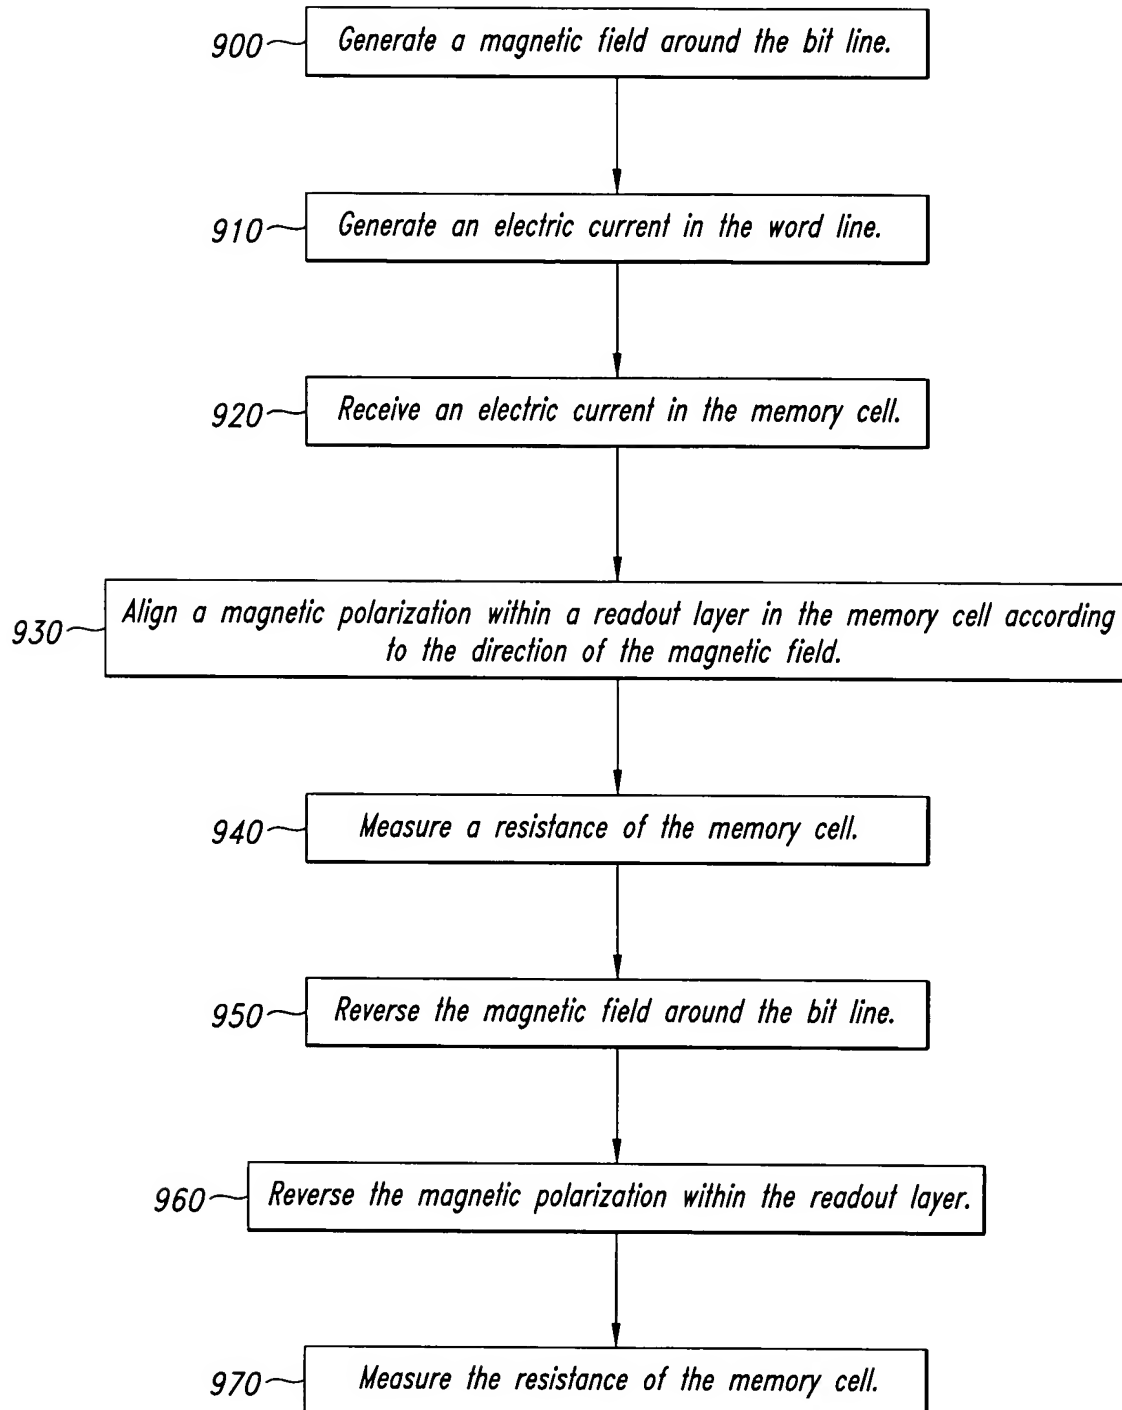 900 Generate a magnetic field around the bit line.
910 Generate an electric current in the word line.
920 Receive an electric current in the memory cell.
930 Align a magnetic polarization within a readout layer in the memory cell according
to the direction of the magnetic field.
940 Measure a resistance of the memory cell.
950 Reverse the magnetic field around the bit line.
960 Reverse the magnetic polarization within the readout layer.
970 Measure the resistance of the memory cell.